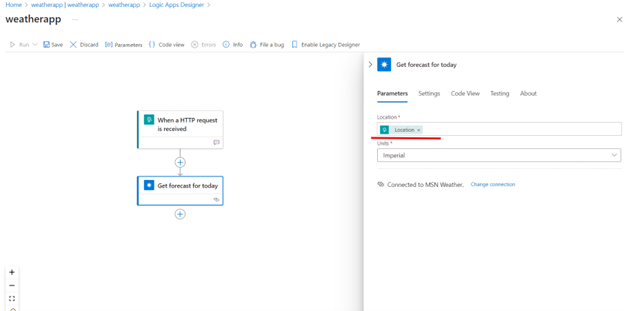 Home > weatherapp | weatherapp > weatherapp > Logic Apps Designer >
weatherapp ...
Run Save Discard Parameters Code view Errors Info File a bug Enable Legacy Designer
Get forecast for today
Parameters Settings Code View Testing About
When a HTTP request
is received
Location *
Location ×
Units *
Imperial
Get forecast for today
Connected to MSN Weather. Change connection